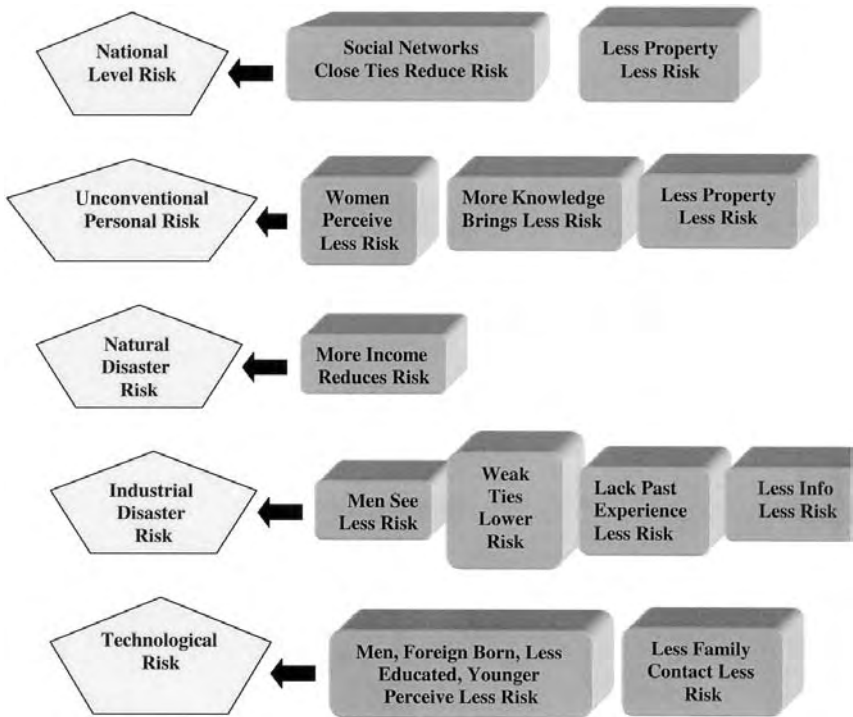 National
Level Risk
Social Networks
Close Ties Reduce Risk
Less Property
Less Risk
Unconventional
Personal Risk
Women
Perceive
Less Risk
More Knowledge
Brings Less Risk
Less Property
Less Risk
Natural
Disaster
Risk
More Income
Reduces Risk
Industrial
Disaster
Risk
Men See
Less Risk
Weak
Ties
Lower
Risk
Lack Past
Experience
Less Risk
Less Info
Less Risk
Technological
Risk
Men, Foreign Born, Less
Educated, Younger
Perceive Less Risk
Less Family
Contact Less
Risk